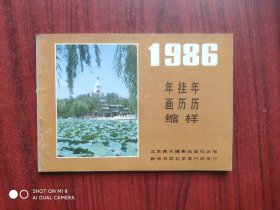 1986
年挂年
画历历
缩样
北京美术摄影出版社出版
新华书店北京发行所发行
SHOT ON MI 8
AI DUAL CAMERA